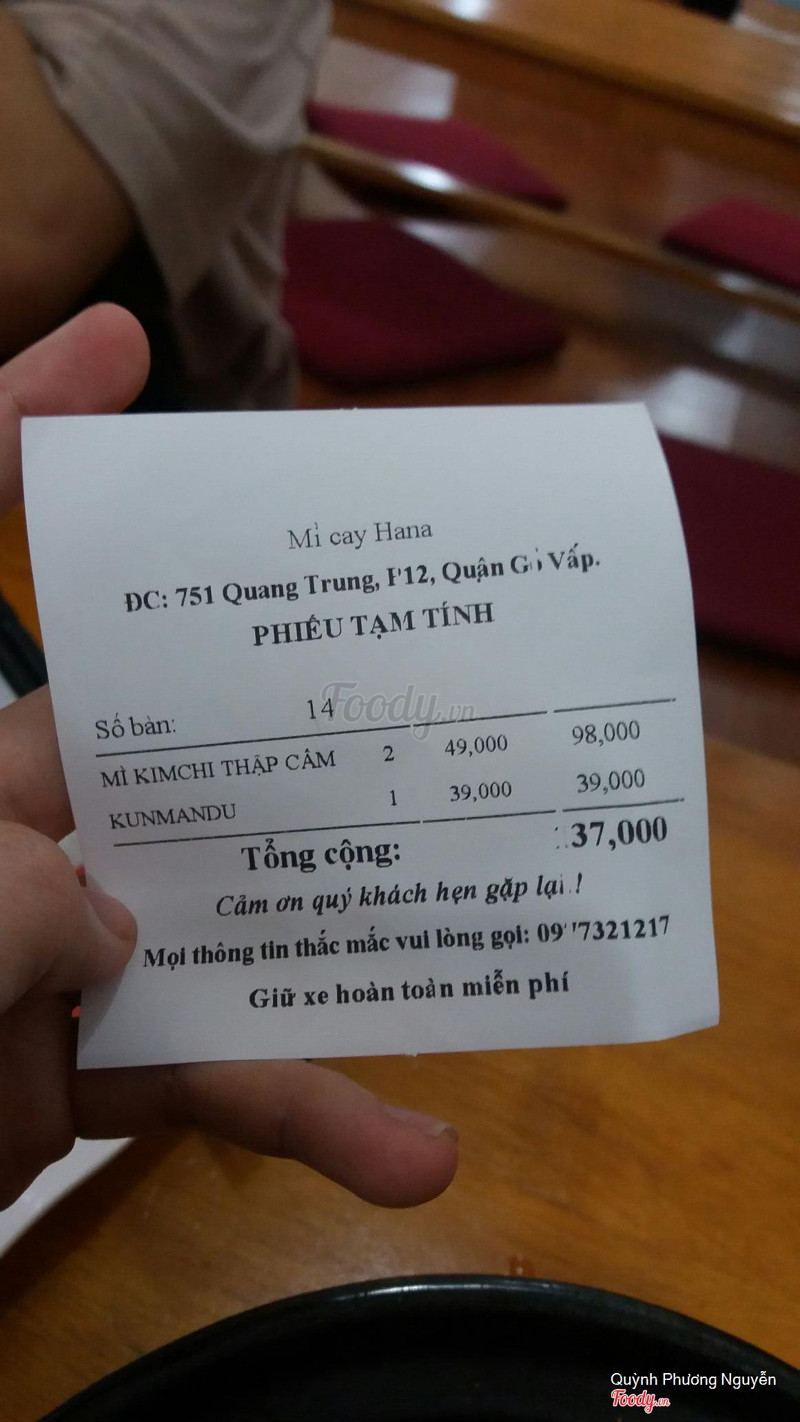 Mì cay Hana
ĐC: 751 Quang Trung, P12, Quận Gò Vấp.
PHIẾU TẠM TÍNH
Số bàn: 14
MÌ KIMCHI THẬP CẨM 2 49,000 98,000
KUNMANDU 1 39,000 39,000
Tổng cộng: 137,000
Cảm ơn quý khách hẹn gặp lại.!
Mọi thông tin thắc mắc vui lòng gọi:
Giữ xe hoàn toàn miễn phí
Foody.vn
Quỳnh Phương Nguyễn
Foody.vn